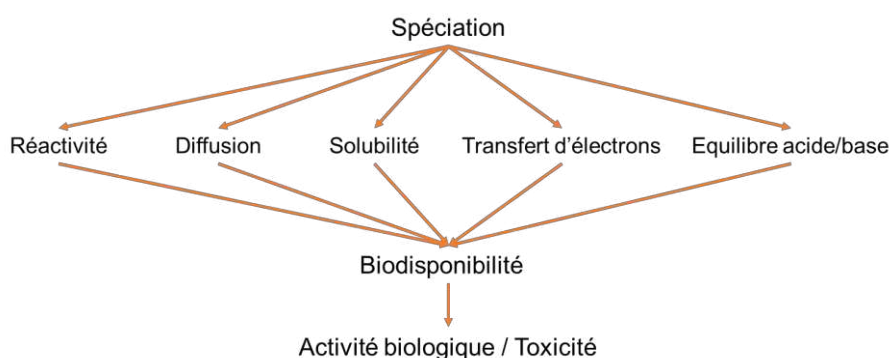 Spéciation
Réactivité Diffusion Solubilité Transfert d'électrons Equilibre acide/base
Biodisponibilité
Activité biologique / Toxicité